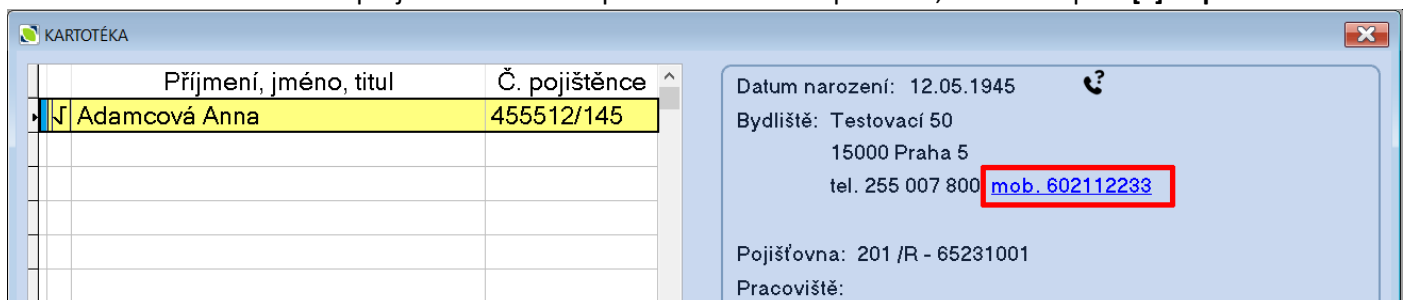 KARTOTÉKA
Příjmení, jméno, titul Č. pojištěnce
Adamcová Anna 455512/145
Datum narození: 12.05.1945
Bydliště: Testovací 50
15000 Praha 5
tel. 255 007 800 mob. 602112233
Pojišťovna: 201 /R - 65231001
Pracoviště: